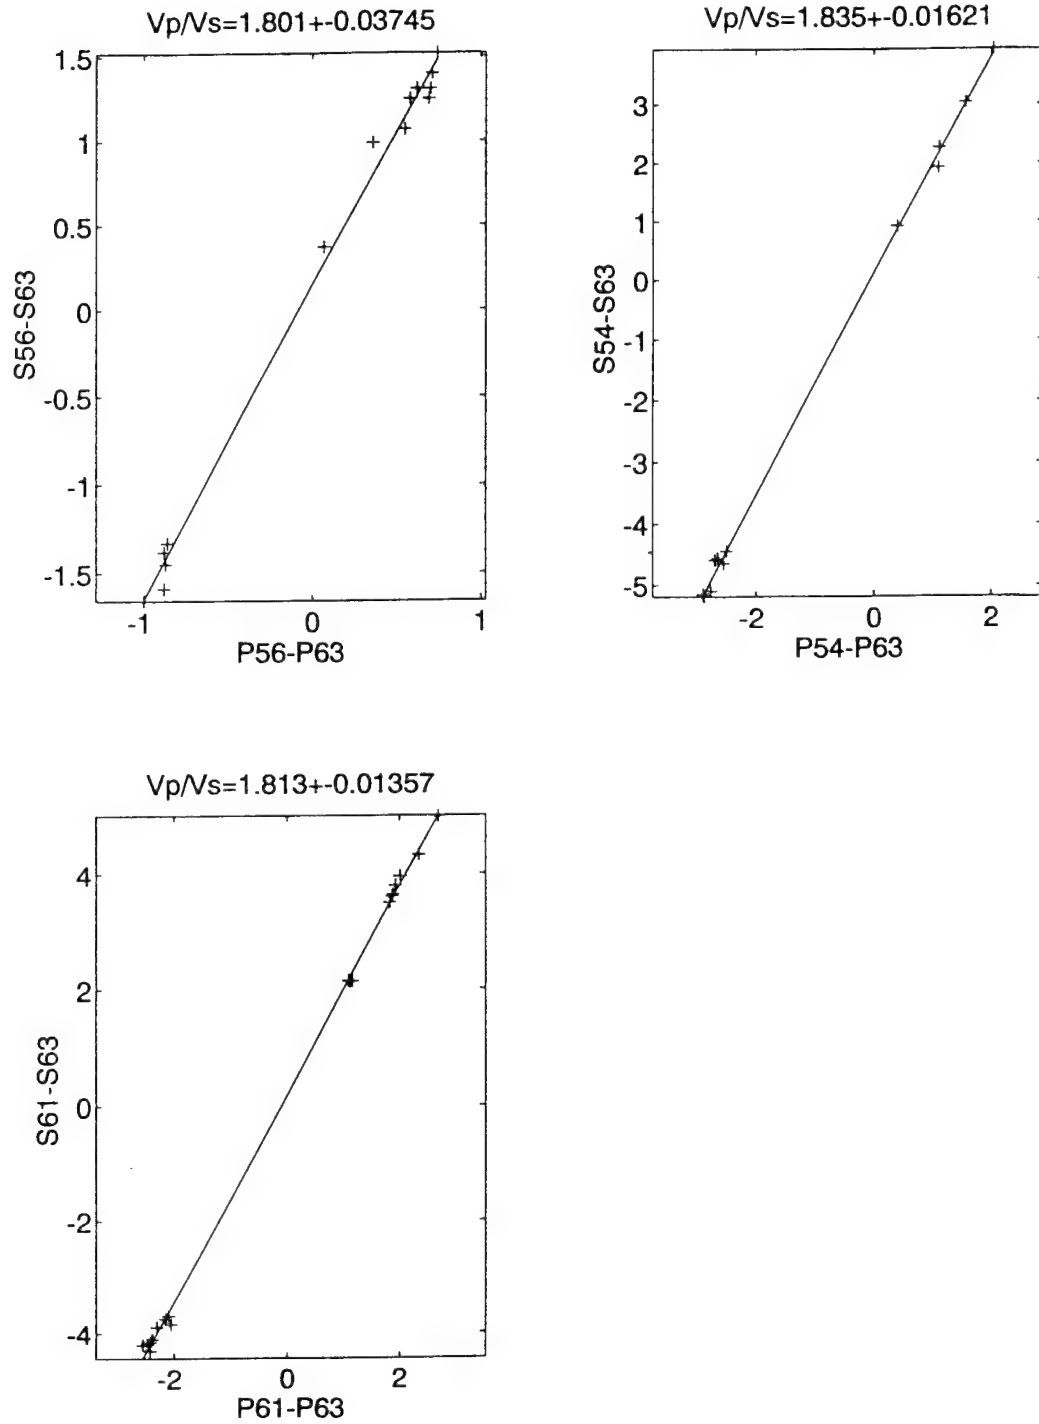 Vp/Vs=1.801+-0.03745
1.5
1
0.5
0
-0.5
-1
-1.5
S56-S63
-1 0 1
P56-P63
Vp/Vs=1.835+-0.01621
3
2
1
0
-1
-2
-3
-4
-5
S54-S63
-2 0 2
P54-P63
Vp/Vs=1.813+-0.01357
4
2
0
-2
-4
S61-S63
-2 0 2
P61-P63